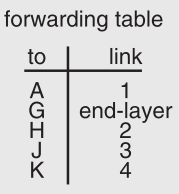 forwarding table
to link
A 1
G end-layer
H 2
J 3
K 4